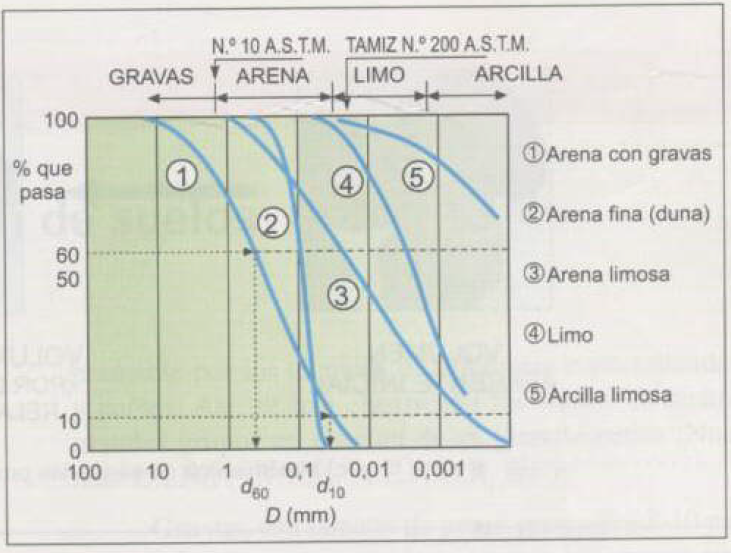 N.º 10 A.S.T.M. TAMIZ N.º 200 A.S.T.M.
GRAVAS ARENA LIMO ARCILLA
100
% que
pasa
60
50
10
0
① ② ③ ④ ⑤
100 10 1 0,1 0,01 0,001
d60 d10
D (mm)
①Arena con gravas
②Arena fina (duna)
③Arena limosa
④Limo
⑤Arcilla limosa